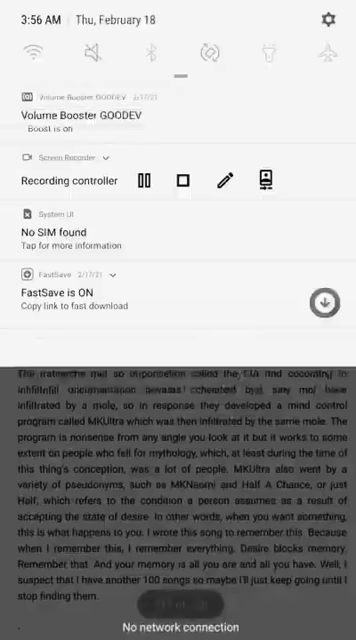 3:56 AM Thu, February 18
Volume Booster GOODEV 2/17/21
Volume Booster GOODEV
Boost is on
Screen Recorder
Recording controller
System UI
No SIM found
Tap for more information
FastSave 2/17/21
FastSave is ON
Copy link to fast download
infiltrated by a mole, so in response they developed a mind control
program called MKUltra which was then infiltrated by the same mole. The
program is nonsense from any angle you look at it but it works to some
extent on people who fell for mythology, which, at least during the time of
this thing's conception, was a lot of people. MKUltra also went by a
variety of pseudonyms, such as MKNaomi and Half A Chance, or just
Half, which refers to the condition a person assumes as a result of
accepting the state of desire. In other words, when you want something,
this is what happens to you. I wrote this song to remember this. Because
when I remember this, I remember everything. Desire blocks memory.
Remember that. And your memory is all you are and all you have. Well, I
suspect that I have another 100 songs so maybe I'll just keep going until I
stop finding them.
No network connection